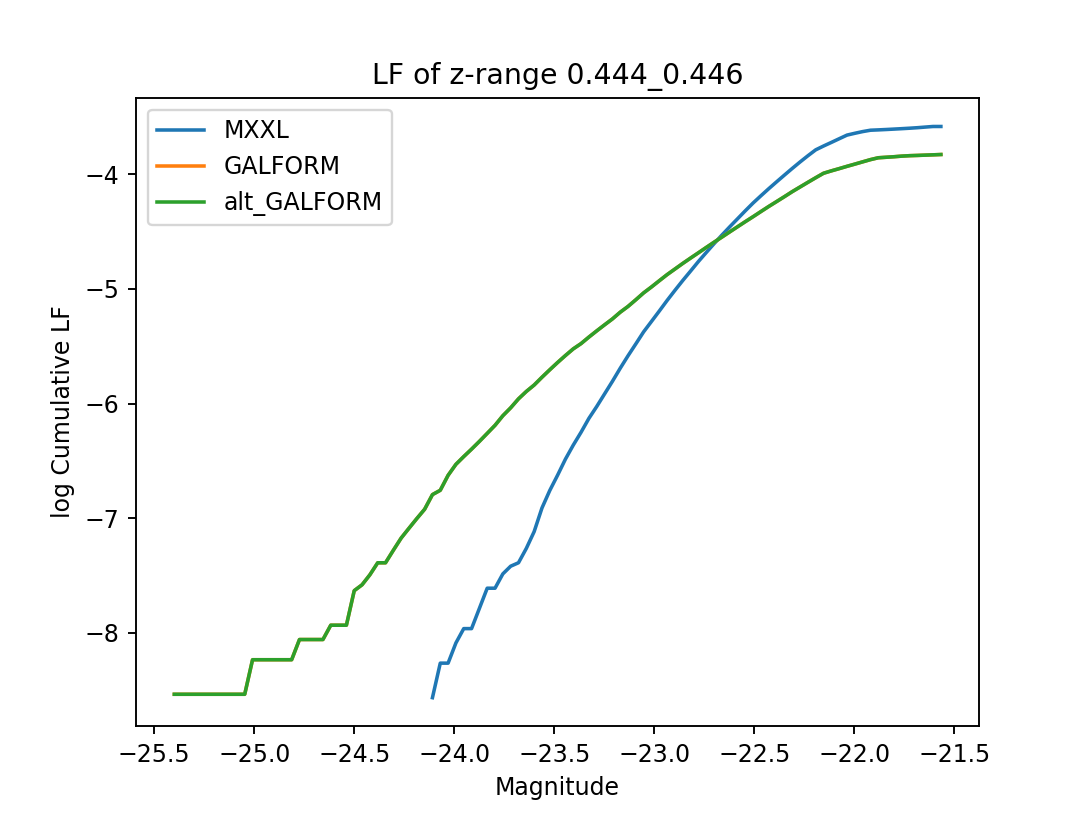 LF of z-range 0.444_0.446
MXXL
GALFORM
alt_GALFORM
log Cumulative LF
−4
−5
−6
−7
−8
−25.5 −25.0 −24.5 −24.0 −23.5 −23.0 −22.5 −22.0 −21.5
Magnitude